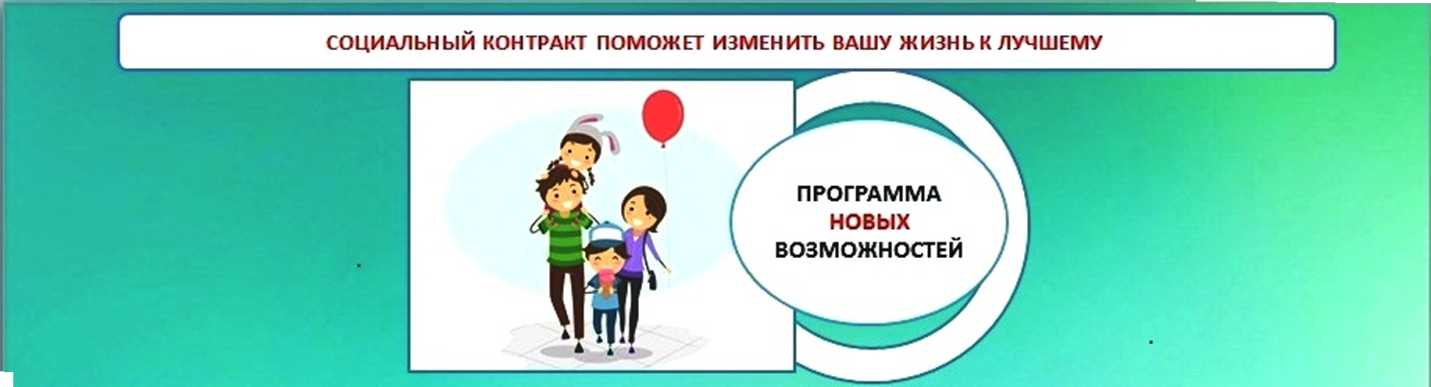 СОЦИАЛЬНЫЙ КОНТРАКТ ПОМОЖЕТ ИЗМЕНИТЬ ВАШУ ЖИЗНЬ К ЛУЧШЕМУ
ПРОГРАММА
НОВЫХ
ВОЗМОЖНОСТЕЙ